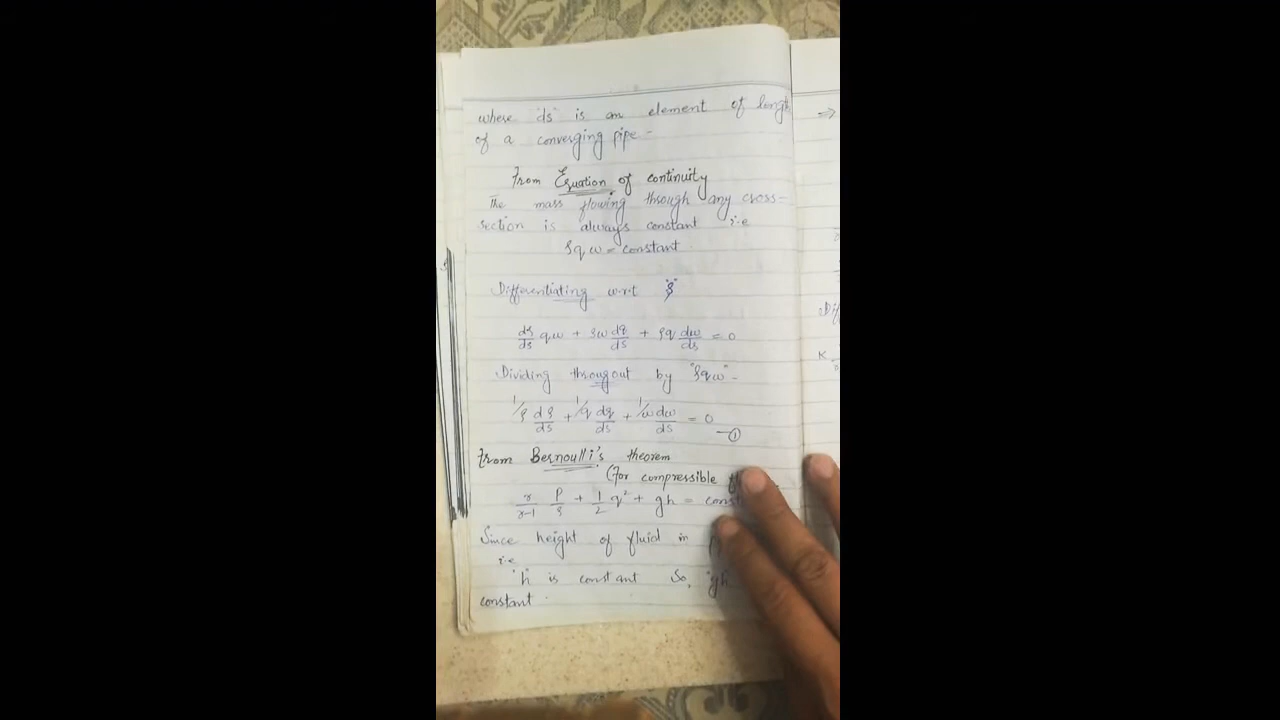 where "ds" is an element of length
of a converging pipe-
From Equation of continuity
The mass flowing through any cross-
section is always constant i.e
ρqω = constant.
Differentiating w.r.t "s"
dρ/ds qω + ρω dq/ds + ρq dω/ds = 0
Dividing througout by "ρqω"-
1/ρ dρ/ds + 1/q dq/ds + 1/ω dω/ds = 0
—①
From Bernoulli's theorem
(For compressible
γ/γ-1 P/ρ + 1/2 q² + gh =
Since height of fluid in
i.e
"h" is constant So, "gh"
constant.
⇒